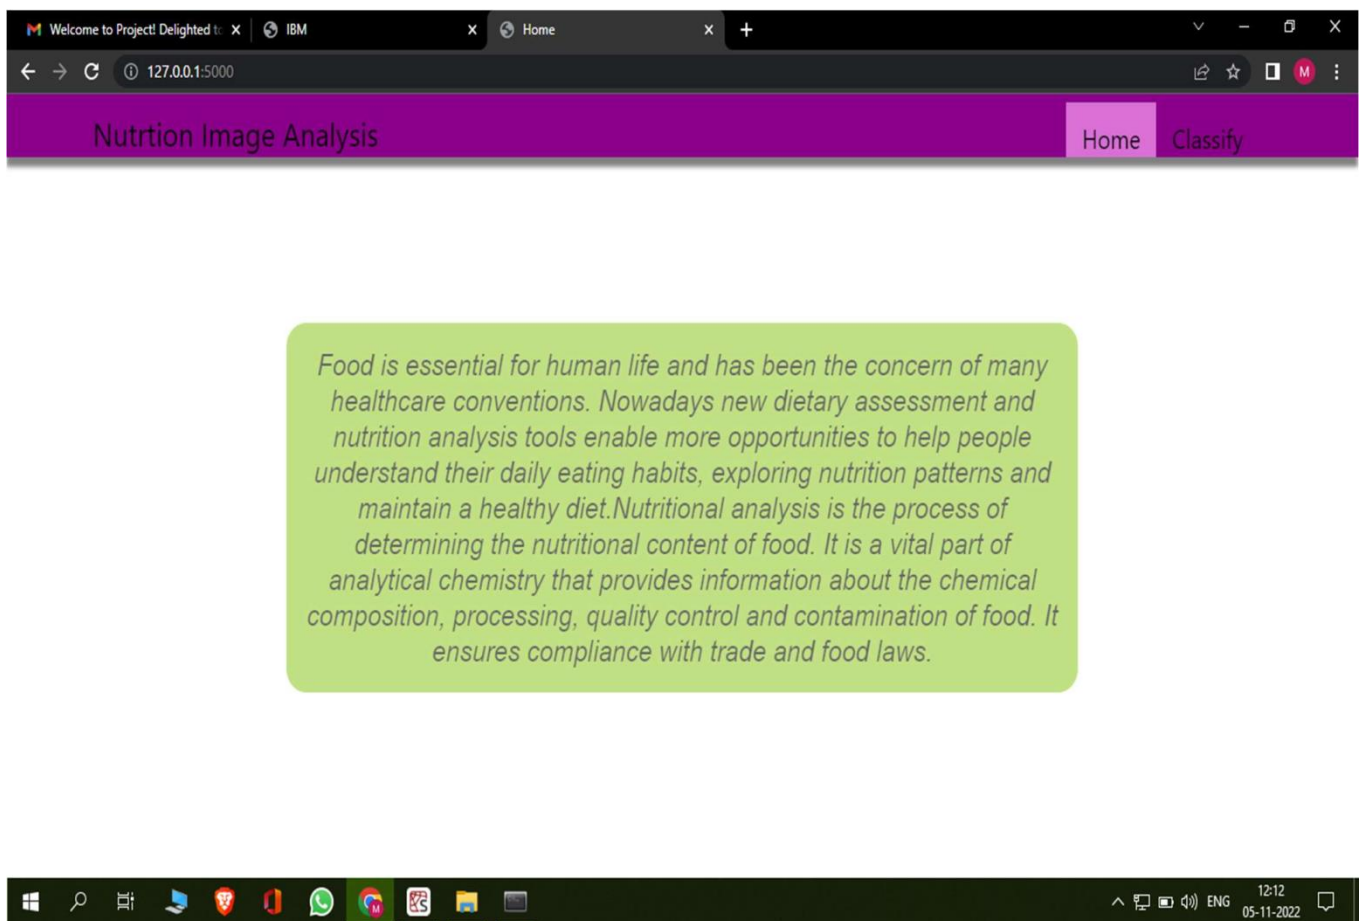 Welcome to Project! Delighted to
IBM
Home
127.0.0.1:5000
M
Nutrtion Image Analysis
Home
Classify
Food is essential for human life and has been the concern of many
healthcare conventions. Nowadays new dietary assessment and
nutrition analysis tools enable more opportunities to help people
understand their daily eating habits, exploring nutrition patterns and
maintain a healthy diet.Nutritional analysis is the process of
determining the nutritional content of food. It is a vital part of
analytical chemistry that provides information about the chemical
composition, processing, quality control and contamination of food. It
ensures compliance with trade and food laws.
ENG
12:12
05-11-2022